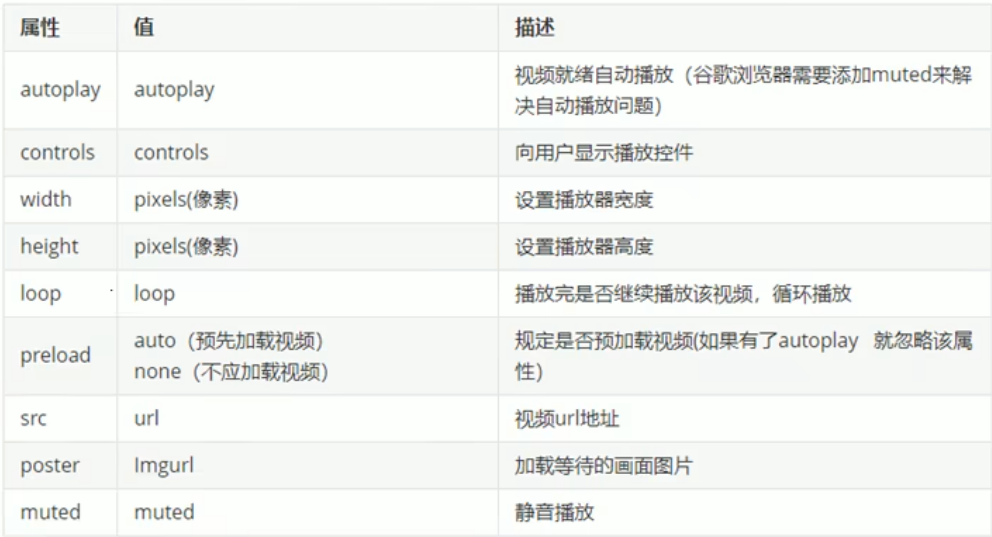 属性 值 描述
autoplay autoplay 视频就绪自动播放（谷歌浏览器需要添加muted来解
决自动播放问题）
controls controls 向用户显示播放控件
width pixels(像素) 设置播放器宽度
height pixels(像素) 设置播放器高度
loop loop 播放完是否继续播放该视频，循环播放
preload auto（预先加载视频） 规定是否预加载视频(如果有了autoplay 就忽略该属
none（不应加载视频） 性)
src url 视频url地址
poster Imgurl 加载等待的画面图片
muted muted 静音播放